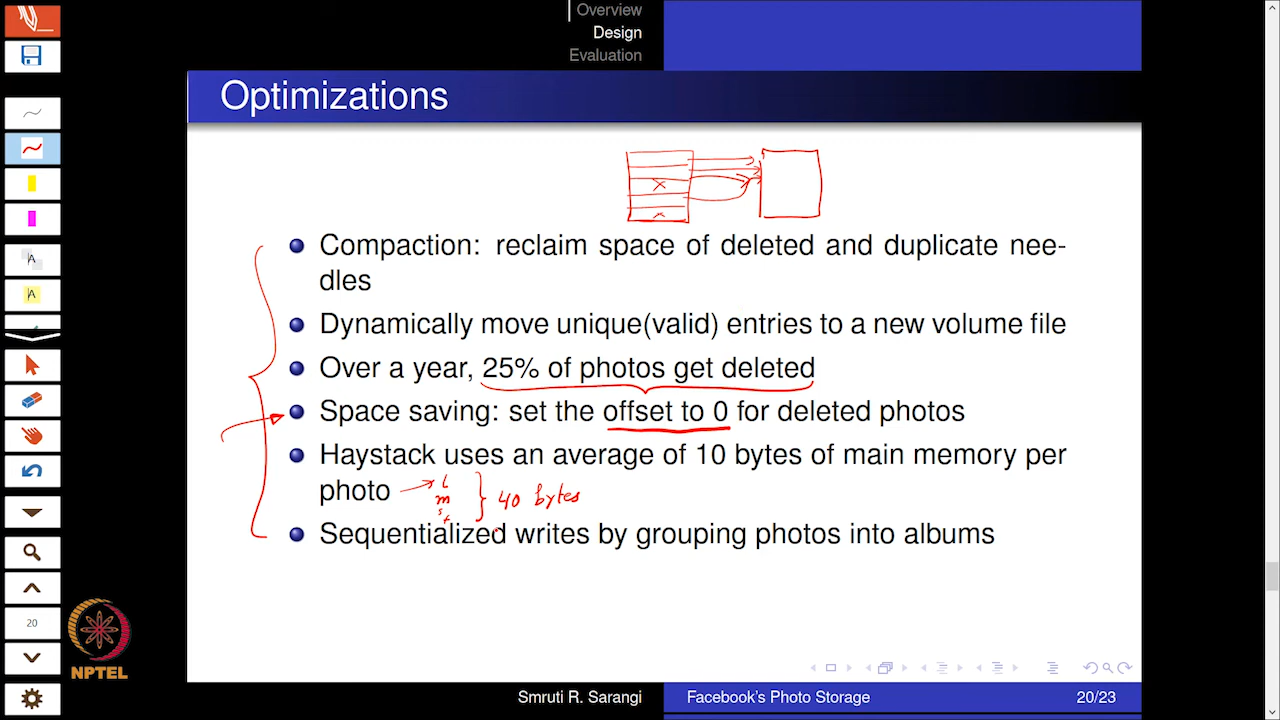 Overview
Design
Evaluation
Optimizations
x
x
Compaction: reclaim space of deleted and duplicate nee-
dles
Dynamically move unique(valid) entries to a new volume file
Over a year, 25% of photos get deleted
Space saving: set the offset to 0 for deleted photos
Haystack uses an average of 10 bytes of main memory per
photo
L
m
s
t
40 bytes
Sequentialized writes by grouping photos into albums
A
A
20
NPTEL
Smruti R. Sarangi Facebook's Photo Storage 20/23